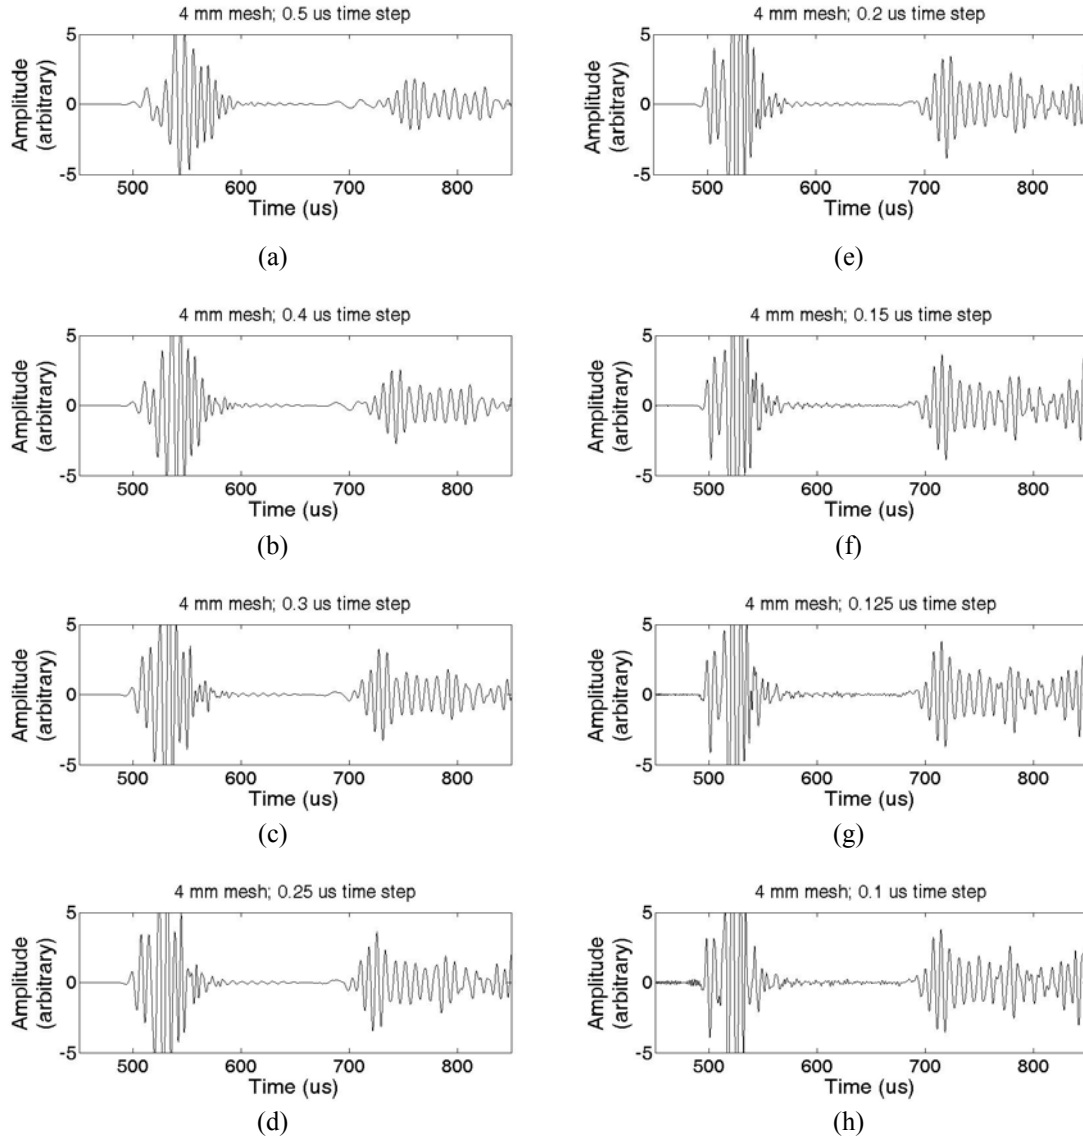 4 mm mesh; 0.5 us time step
5
0
-5
Amplitude
(arbitrary)
500 600 700 800
Time (us)
(a)
4 mm mesh; 0.2 us time step
5
0
-5
Amplitude
(arbitrary)
500 600 700 800
Time (us)
(e)
4 mm mesh; 0.4 us time step
5
0
-5
Amplitude
(arbitrary)
500 600 700 800
Time (us)
(b)
4 mm mesh; 0.15 us time step
5
0
-5
Amplitude
(arbitrary)
500 600 700 800
Time (us)
(f)
4 mm mesh; 0.3 us time step
5
0
-5
Amplitude
(arbitrary)
500 600 700 800
Time (us)
(c)
4 mm mesh; 0.125 us time step
5
0
-5
Amplitude
(arbitrary)
500 600 700 800
Time (us)
(g)
4 mm mesh; 0.25 us time step
5
0
-5
Amplitude
(arbitrary)
500 600 700 800
Time (us)
(d)
4 mm mesh; 0.1 us time step
5
0
-5
Amplitude
(arbitrary)
500 600 700 800
Time (us)
(h)